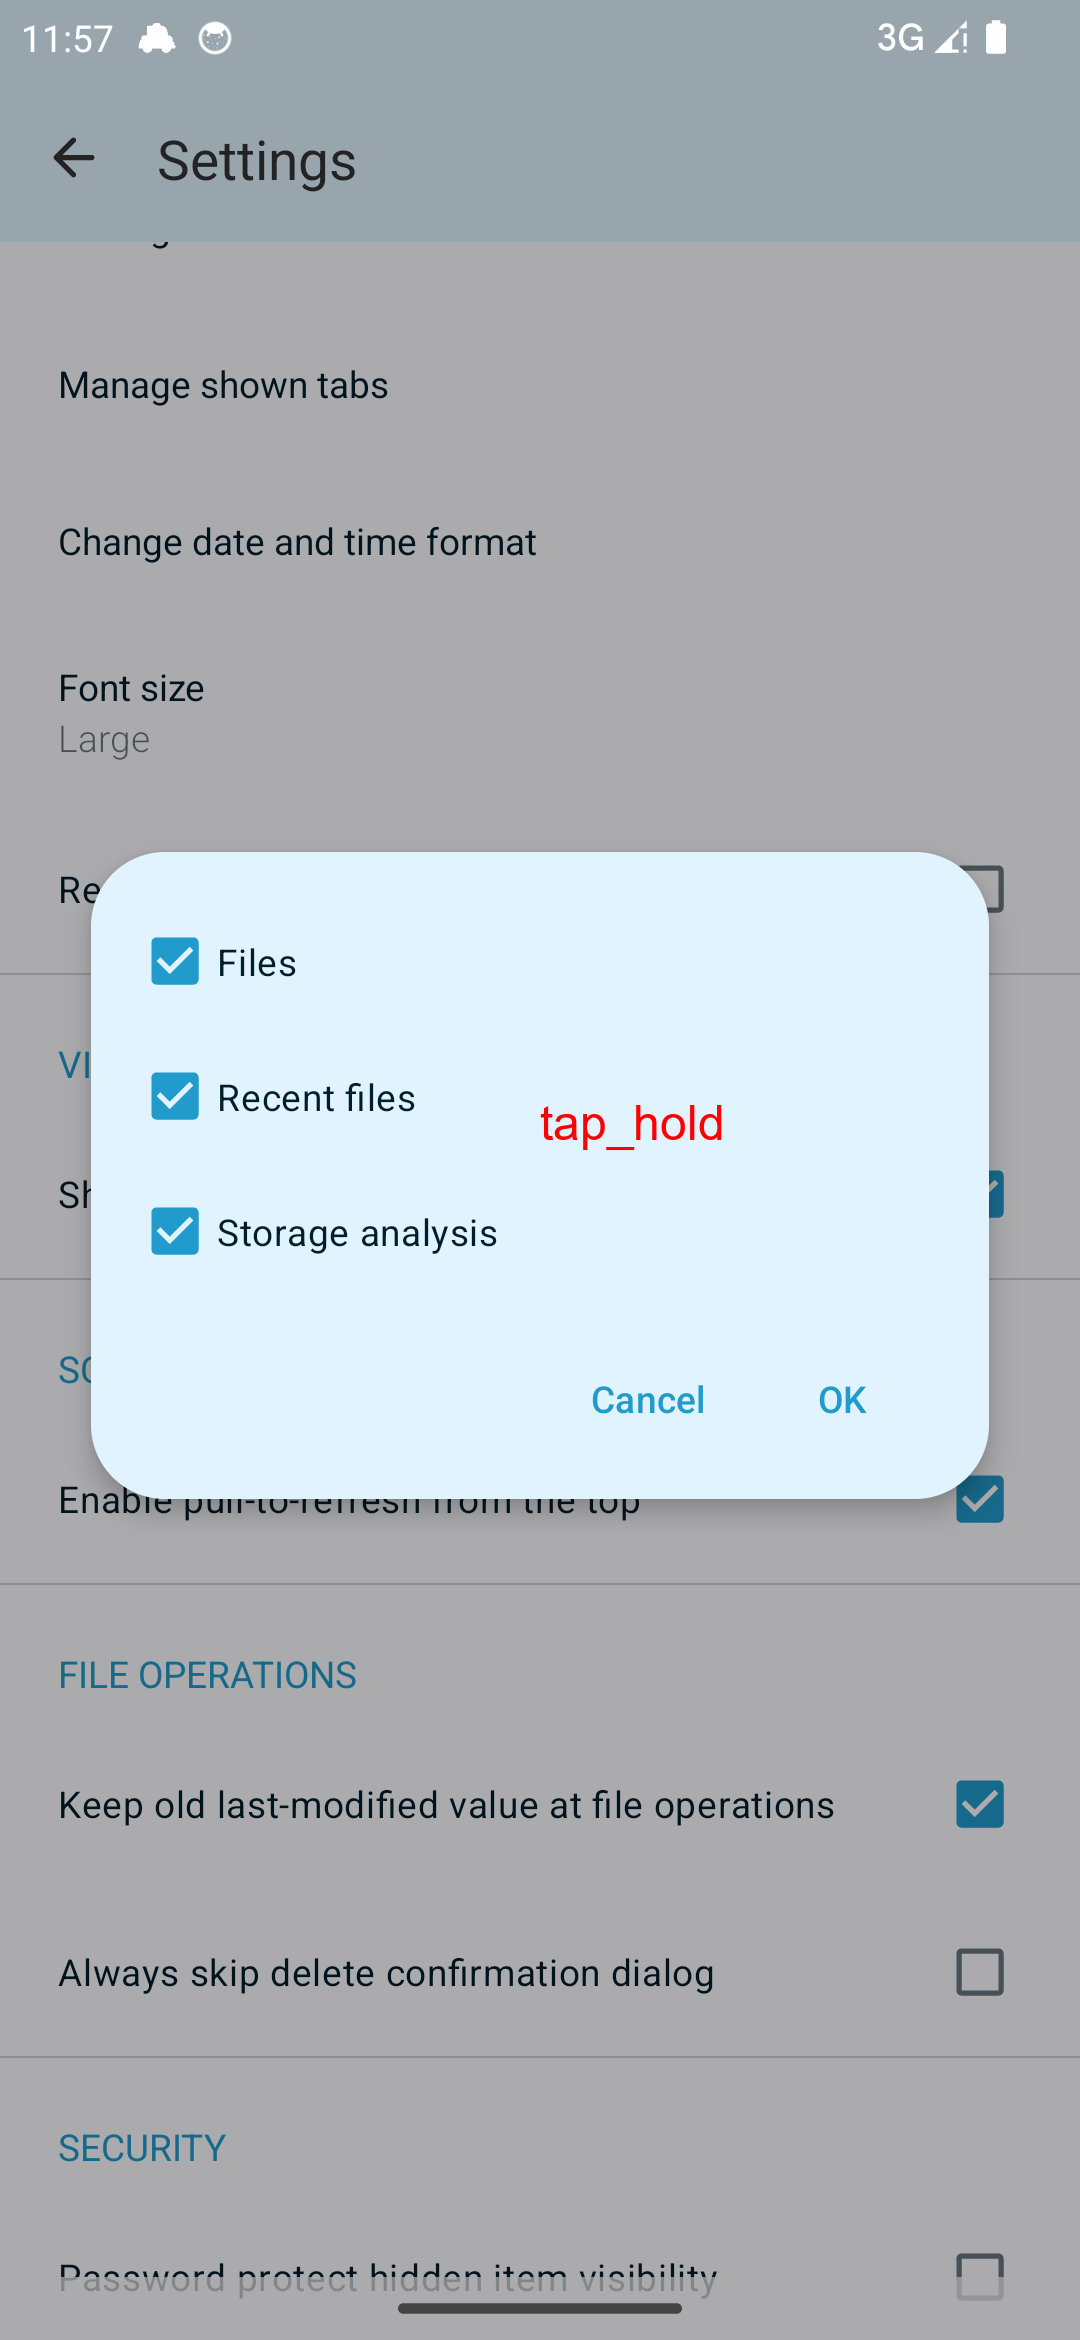 11:57
3G
Settings
Manage shown tabs
Change date and time format
Font size
Large
Re
Files
VI
Recent files
tap_hold
Sh
Storage analysis
SC
Cancel
OK
Enable pull-to-refresh from the top
FILE OPERATIONS
Keep old last-modified value at file operations
Always skip delete confirmation dialog
SECURITY
Password protect hidden item visibility